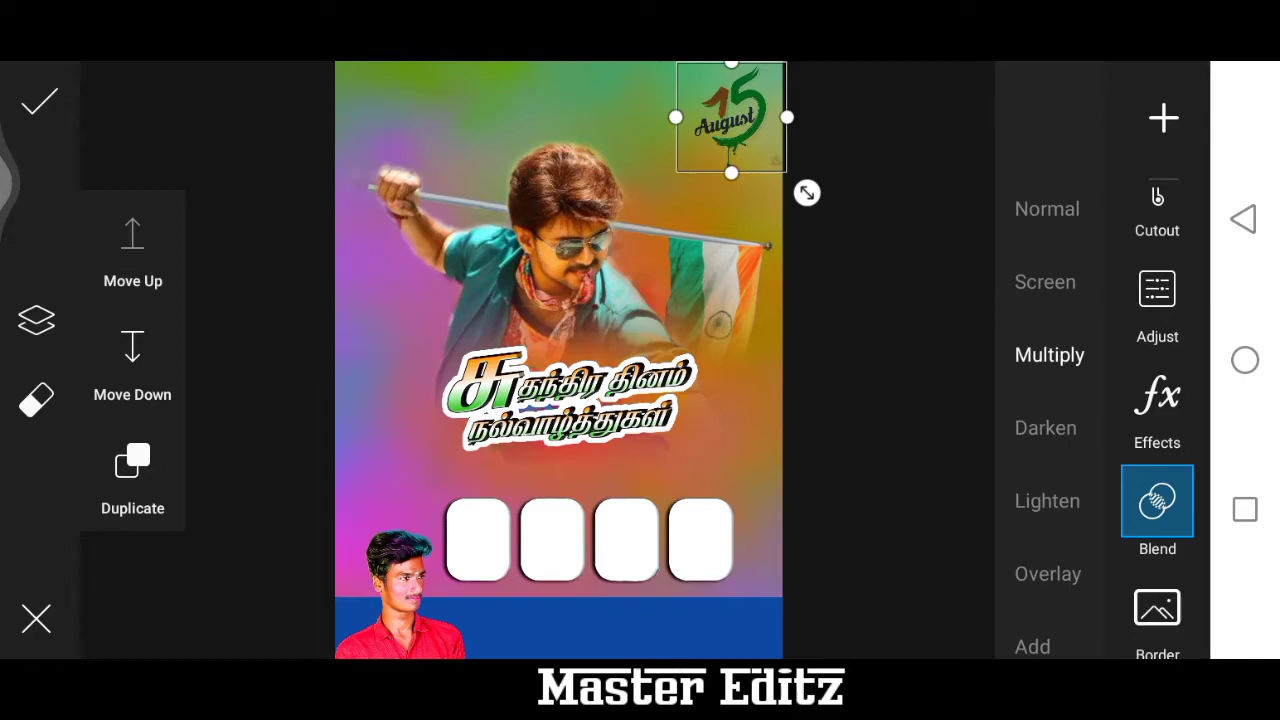 15
August
Move Up
Move Down
Duplicate
சுதந்திர தினம்
நல்வாழ்த்துகள்
Normal
Screen
Multiply
Darken
Lighten
Overlay
Add
Cutout
Adjust
fx
Effects
Blend
Border
Master Editz